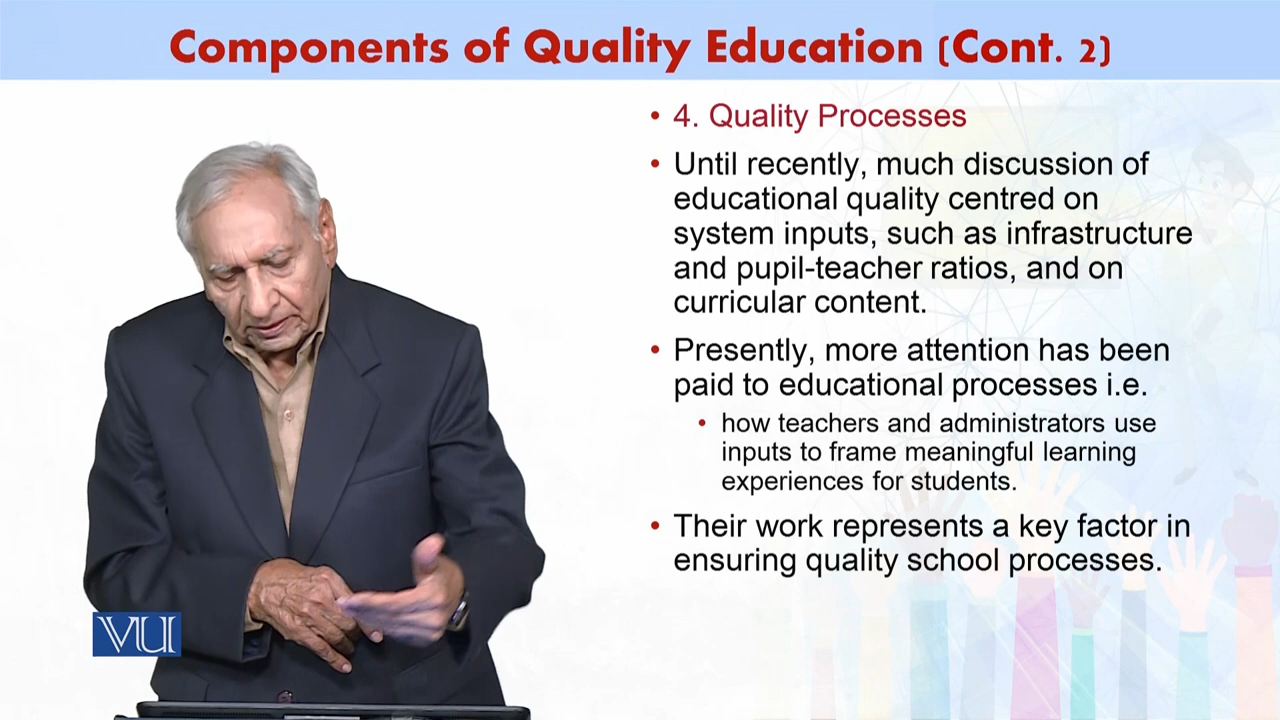 Components of Quality Education (Cont. 2)
• 4. Quality Processes
• Until recently, much discussion of
educational quality centred on
system inputs, such as infrastructure
and pupil-teacher ratios, and on
curricular content.
• Presently, more attention has been
paid to educational processes i.e.
• how teachers and administrators use
inputs to frame meaningful learning
experiences for students.
• Their work represents a key factor in
ensuring quality school processes.
VU